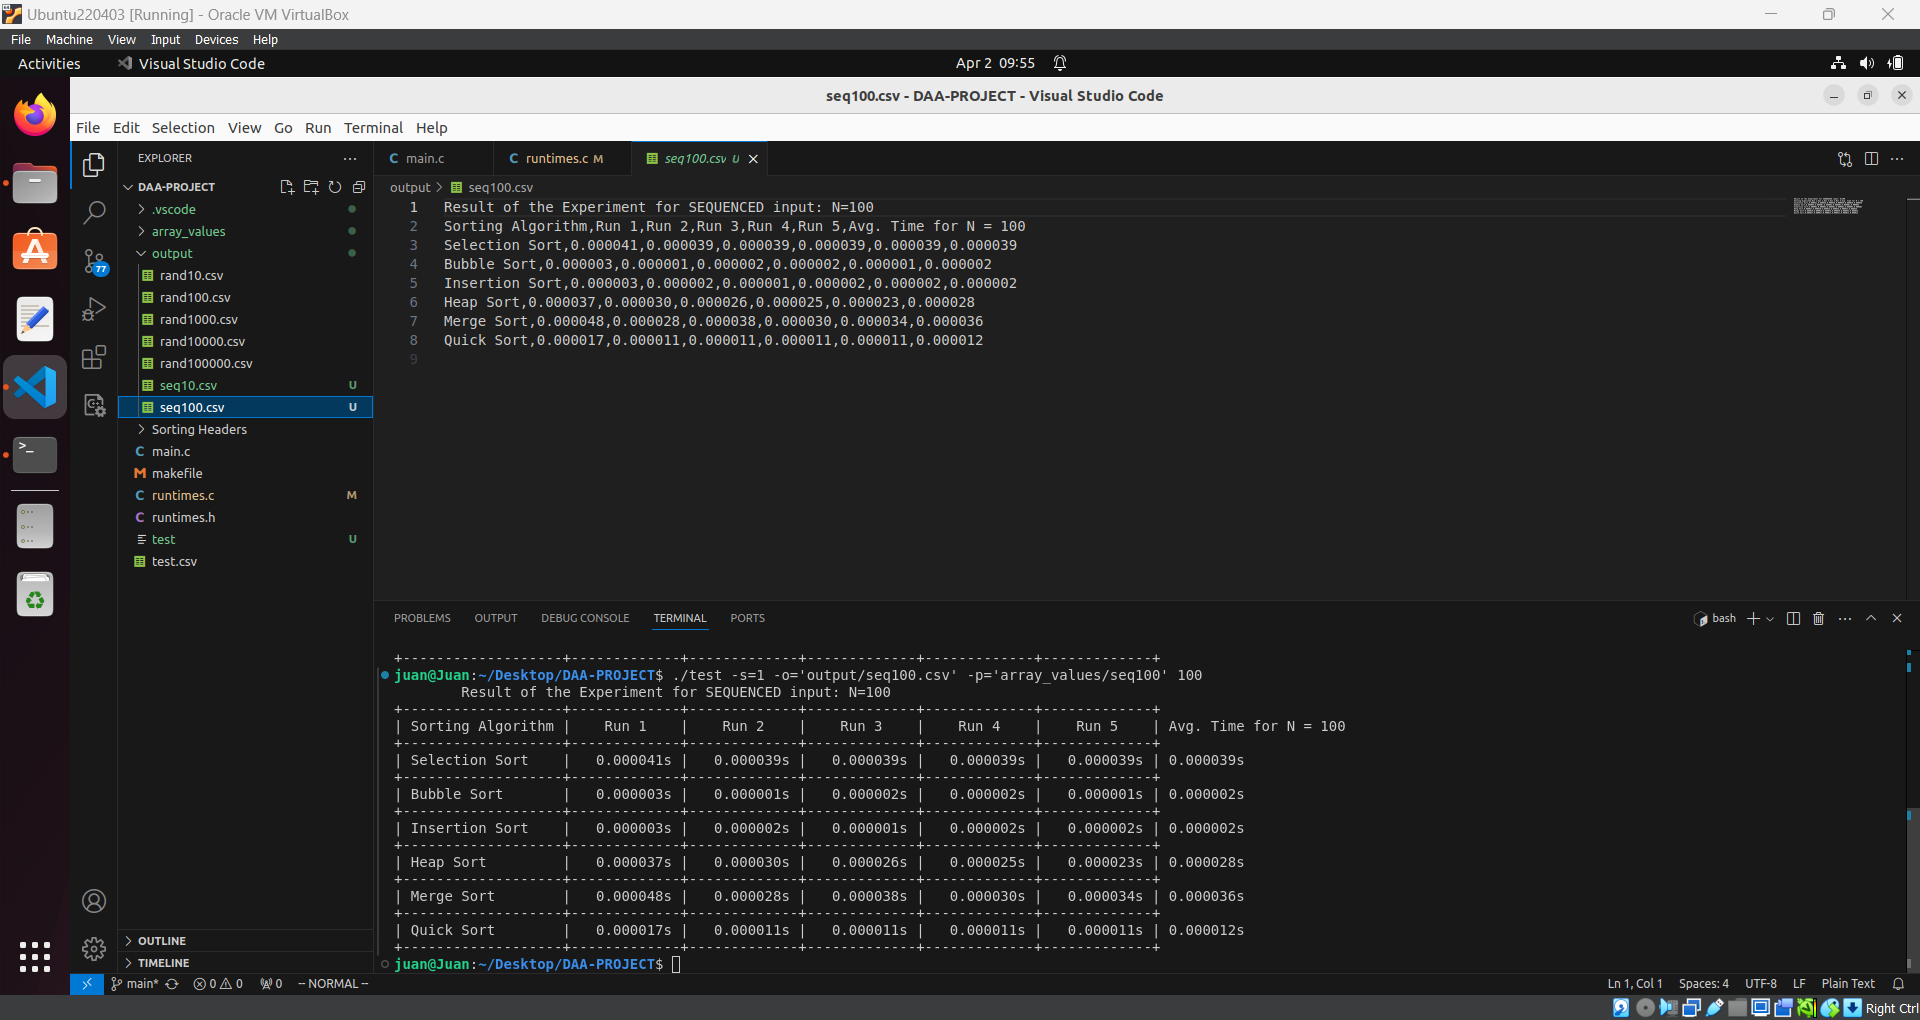 Ubuntu220403 [Running] - Oracle VM VirtualBox
File Machine View Input Devices Help
Activities Visual Studio Code Apr 2 09:55
seq100.csv - DAA-PROJECT - Visual Studio Code
File Edit Selection View Go Run Terminal Help
EXPLORER
DAA-PROJECT
.vscode
array_values
output
rand10.csv
rand100.csv
rand1000.csv
rand10000.csv
rand100000.csv
seq10.csv U
seq100.csv U
Sorting Headers
C main.c
M makefile
C runtimes.c M
C runtimes.h
test U
test.csv
OUTLINE
TIMELINE
77
C main.c C runtimes.c M seq100.csv U
output > seq100.csv
1 Result of the Experiment for SEQUENCED input: N=100
2 Sorting Algorithm,Run 1,Run 2,Run 3,Run 4,Run 5,Avg. Time for N = 100
3 Selection Sort,0.000041,0.000039,0.000039,0.000039,0.000039,0.000039
4 Bubble Sort,0.000003,0.000001,0.000002,0.000002,0.000001,0.000002
5 Insertion Sort,0.000003,0.000002,0.000001,0.000002,0.000002,0.000002
6 Heap Sort,0.000037,0.000030,0.000026,0.000025,0.000023,0.000028
7 Merge Sort,0.000048,0.000028,0.000038,0.000030,0.000034,0.000036
8 Quick Sort,0.000017,0.000011,0.000011,0.000011,0.000011,0.000012
9
PROBLEMS OUTPUT DEBUG CONSOLE TERMINAL PORTS bash
+-------------------+-------------+-------------+-------------+-------------+-------------+
juan@Juan:~/Desktop/DAA-PROJECT$ ./test -s=1 -o='output/seq100.csv' -p='array_values/seq100' 100
Result of the Experiment for SEQUENCED input: N=100
+-------------------+-------------+-------------+-------------+-------------+-------------+
| Sorting Algorithm | Run 1 | Run 2 | Run 3 | Run 4 | Run 5 | Avg. Time for N = 100
+-------------------+-------------+-------------+-------------+-------------+-------------+
| Selection Sort | 0.000041s | 0.000039s | 0.000039s | 0.000039s | 0.000039s | 0.000039s
+-------------------+-------------+-------------+-------------+-------------+-------------+
| Bubble Sort | 0.000003s | 0.000001s | 0.000002s | 0.000002s | 0.000001s | 0.000002s
+-------------------+-------------+-------------+-------------+-------------+-------------+
| Insertion Sort | 0.000003s | 0.000002s | 0.000001s | 0.000002s | 0.000002s | 0.000002s
+-------------------+-------------+-------------+-------------+-------------+-------------+
| Heap Sort | 0.000037s | 0.000030s | 0.000026s | 0.000025s | 0.000023s | 0.000028s
+-------------------+-------------+-------------+-------------+-------------+-------------+
| Merge Sort | 0.000048s | 0.000028s | 0.000038s | 0.000030s | 0.000034s | 0.000036s
+-------------------+-------------+-------------+-------------+-------------+-------------+
| Quick Sort | 0.000017s | 0.000011s | 0.000011s | 0.000011s | 0.000011s | 0.000012s
+-------------------+-------------+-------------+-------------+-------------+-------------+
juan@Juan:~/Desktop/DAA-PROJECT$
main* 0 0 0 -- NORMAL -- Ln 1, Col 1 Spaces: 4 UTF-8 LF Plain Text
Right Ctrl